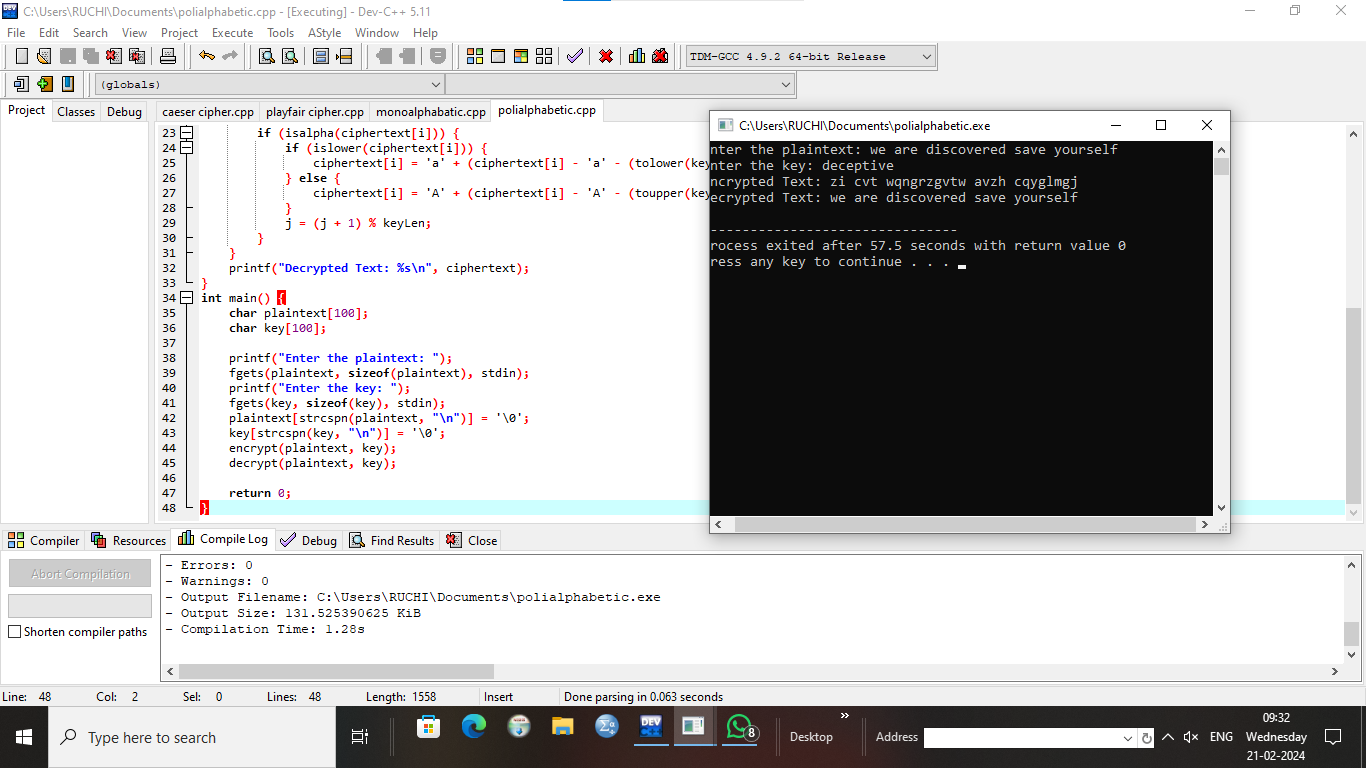 C:\Users\RUCHI\Documents\polialphabetic.cpp - [Executing] - Dev-C++ 5.11
File Edit Search View Project Execute Tools AStyle Window Help
TDM-GCC 4.9.2 64-bit Release
(globals)
Project Classes Debug
caeser cipher.cpp playfair cipher.cpp monoalphabatic.cpp polialphabetic.cpp
23 if (isalpha(ciphertext[i])) {
24 if (islower(ciphertext[i])) {
25 ciphertext[i] = 'a' + (ciphertext[i] - 'a' - (tolower(key
26 } else {
27 ciphertext[i] = 'A' + (ciphertext[i] - 'A' - (toupper(key
28 }
29 j = (j + 1) % keyLen;
30 }
31 }
32 printf("Decrypted Text: %s\n", ciphertext);
33 }
34 int main() {
35 char plaintext[100];
36 char key[100];
37
38 printf("Enter the plaintext: ");
39 fgets(plaintext, sizeof(plaintext), stdin);
40 printf("Enter the key: ");
41 fgets(key, sizeof(key), stdin);
42 plaintext[strcspn(plaintext, "\n")] = '\0';
43 key[strcspn(key, "\n")] = '\0';
44 encrypt(plaintext, key);
45 decrypt(plaintext, key);
46
47 return 0;
48 }
C:\Users\RUCHI\Documents\polialphabetic.exe
nter the plaintext: we are discovered save yourself
nter the key: deceptive
ncrypted Text: zi cvt wqngrzgvtw avzh cqyglmgj
ecrypted Text: we are discovered save yourself
-------------------------------
rocess exited after 57.5 seconds with return value 0
ress any key to continue . . .
Compiler Resources Compile Log Debug Find Results Close
Abort Compilation
Shorten compiler paths
- Errors: 0
- Warnings: 0
- Output Filename: C:\Users\RUCHI\Documents\polialphabetic.exe
- Output Size: 131.525390625 KiB
- Compilation Time: 1.28s
Line: 48 Col: 2 Sel: 0 Lines: 48 Length: 1558 Insert Done parsing in 0.063 seconds
Type here to search
DEV C++
8
Desktop
Address
ENG
09:32
Wednesday
21-02-2024